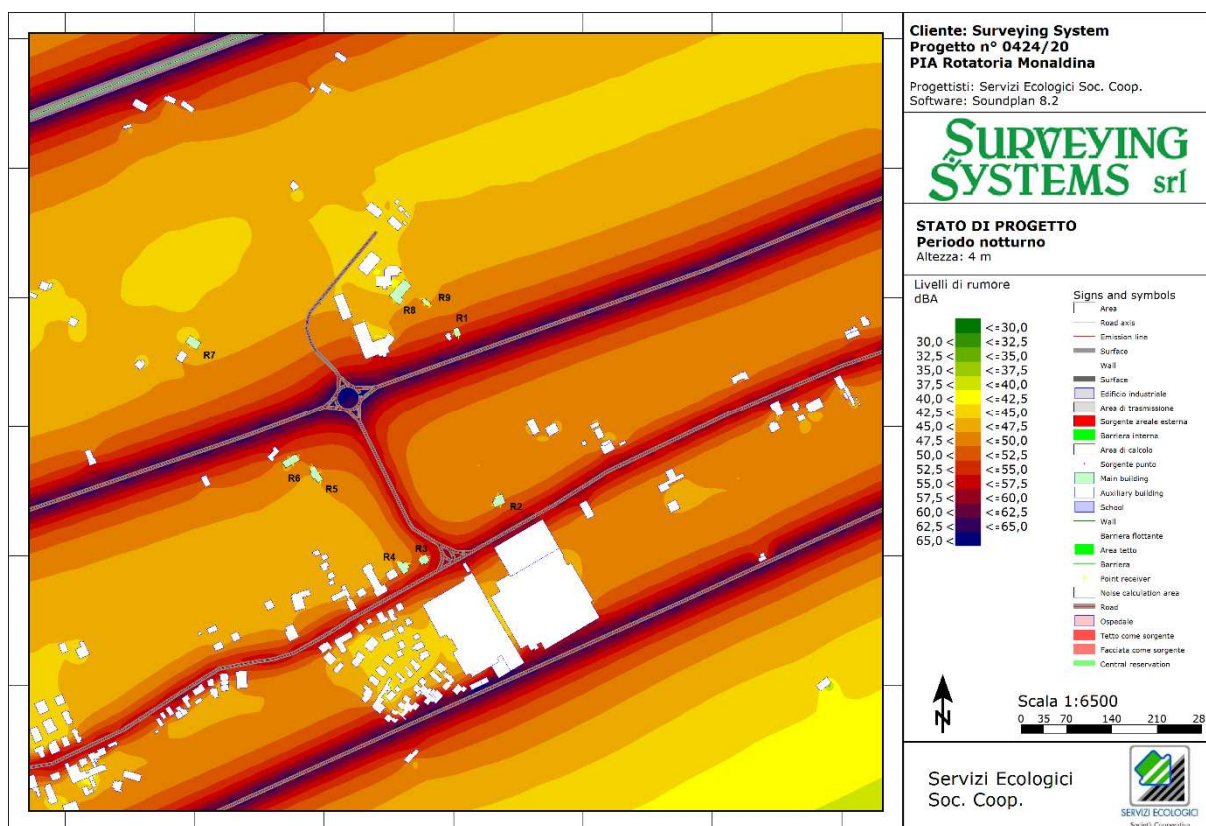 Cliente: Surveying System
Progetto n° 0424/20
PIA Rotatoria Monaldina
Progettisti: Servizi Ecologici Soc. Coop.
Software: Soundplan 8.2
SURVEYING
SYSTEMS srl
STATO DI PROGETTO
Periodo notturno
Altezza: 4 m
Livelli di rumore
dBA
<=30,0
30,0 < <=32,5
32,5 < <=35,0
35,0 < <=37,5
37,5 < <=40,0
40,0 < <=42,5
42,5 < <=45,0
45,0 < <=47,5
47,5 < <=50,0
50,0 < <=52,5
52,5 < <=55,0
55,0 < <=57,5
57,5 < <=60,0
60,0 < <=62,5
62,5 < <=65,0
65,0 <
Signs and symbols
Area
Road axis
Emission line
Surface
Wall
Surface
Edificio industriale
Area di trasmissione
Sorgente areale esterna
Barriera interna
Area di calcolo
Sorgente punto
Main building
Auxiliary building
School
Wall
Barriera flottante
Area tetto
Barriera
Point receiver
Noise calculation area
Road
Ospedale
Tetto come sorgente
Facciata come sorgente
Central reservation
R9
R8
R1
R7
R6
R5
R2
R3
R4
N
Scala 1:6500
0 35 70 140 210 28
Servizi Ecologici
Soc. Coop.
SERVIZI ECOLOGICI
Società Cooperativa